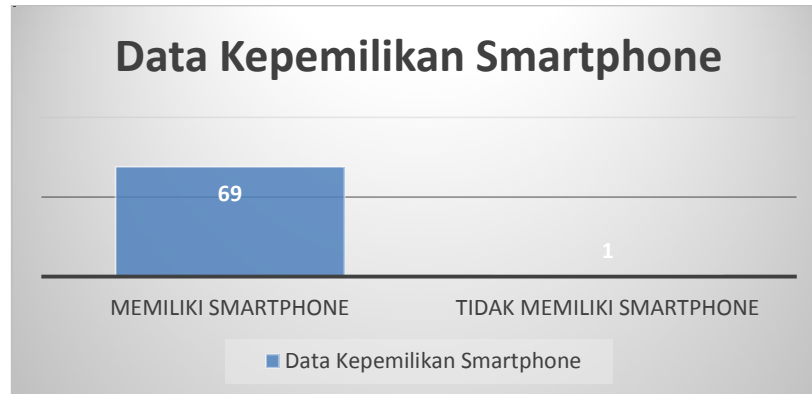 Data Kepemilikan Smartphone
69
1
MEMILIKI SMARTPHONE
TIDAK MEMILIKI SMARTPHONE
Data Kepemilikan Smartphone